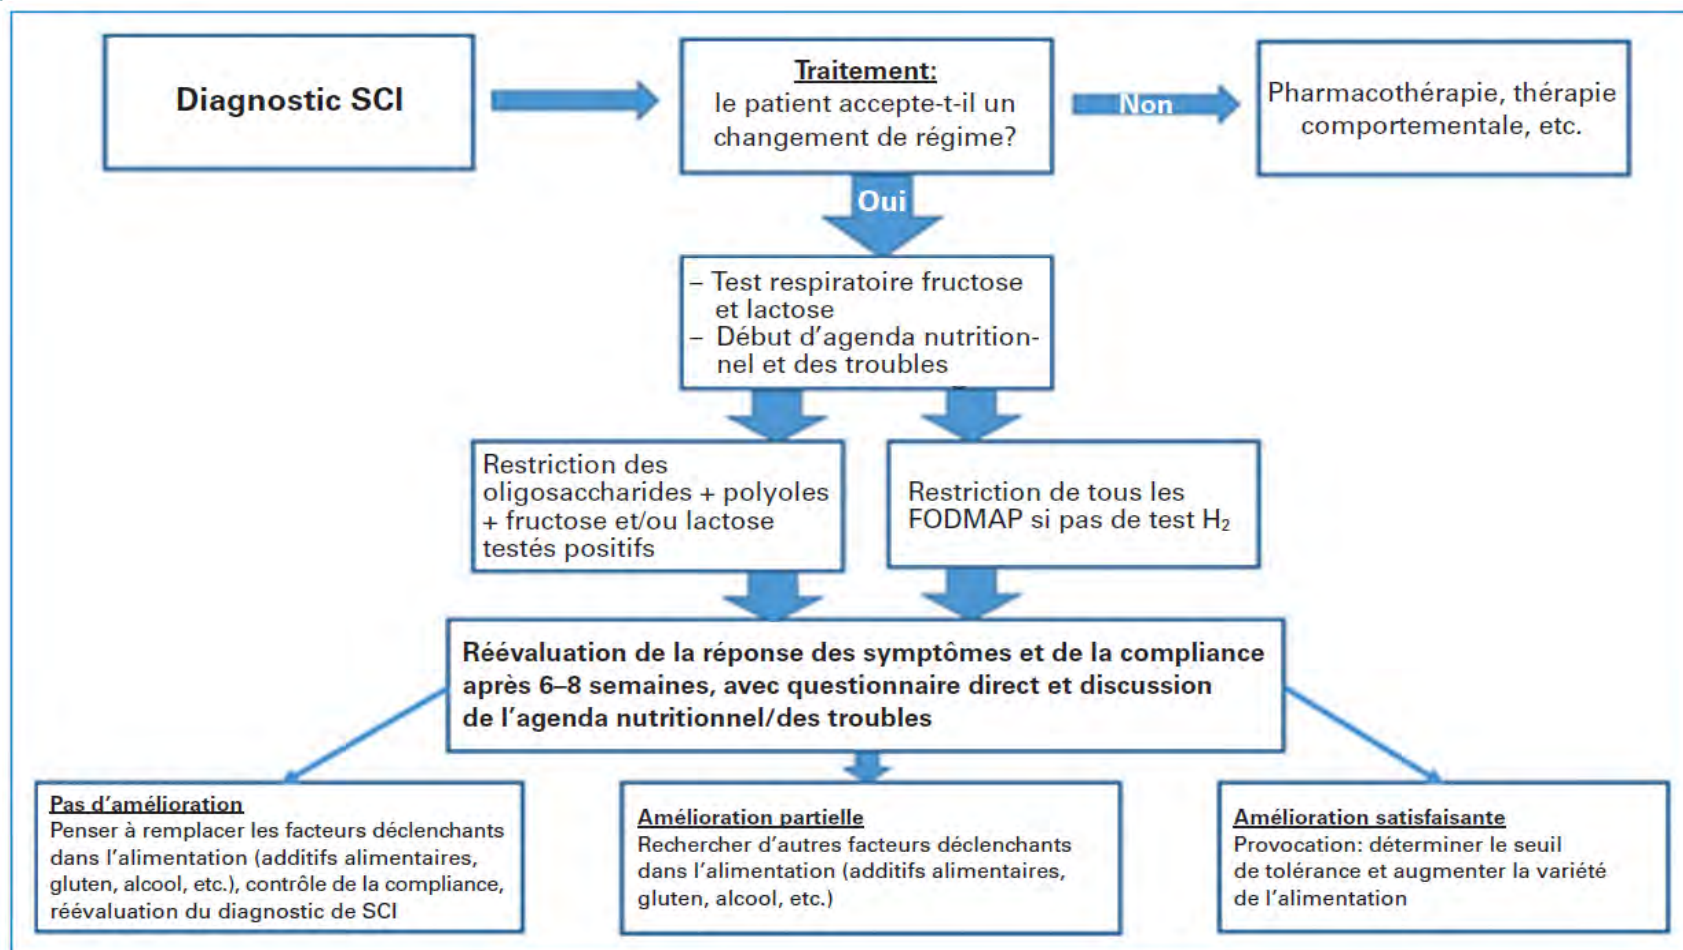 Diagnostic SCI
Traitement:
le patient accepte-t-il un
changement de régime?
Non
Pharmacothérapie, thérapie
comportementale, etc.
Oui
– Test respiratoire fructose
et lactose
– Début d’agenda nutrition-
nel et des troubles
Restriction des
oligosaccharides + polyoles
+ fructose et/ou lactose
testés positifs
Restriction de tous les
FODMAP si pas de test H₂
Réévaluation de la réponse des symptômes et de la compliance
après 6–8 semaines, avec questionnaire direct et discussion
de l’agenda nutritionnel/des troubles
Pas d’amélioration
Penser à remplacer les facteurs déclenchants
dans l’alimentation (additifs alimentaires,
gluten, alcool, etc.), contrôle de la compliance,
réévaluation du diagnostic de SCI
Amélioration partielle
Rechercher d’autres facteurs déclenchants
dans l’alimentation (additifs alimentaires,
gluten, alcool, etc.)
Amélioration satisfaisante
Provocation: déterminer le seuil
de tolérance et augmenter la variété
de l’alimentation